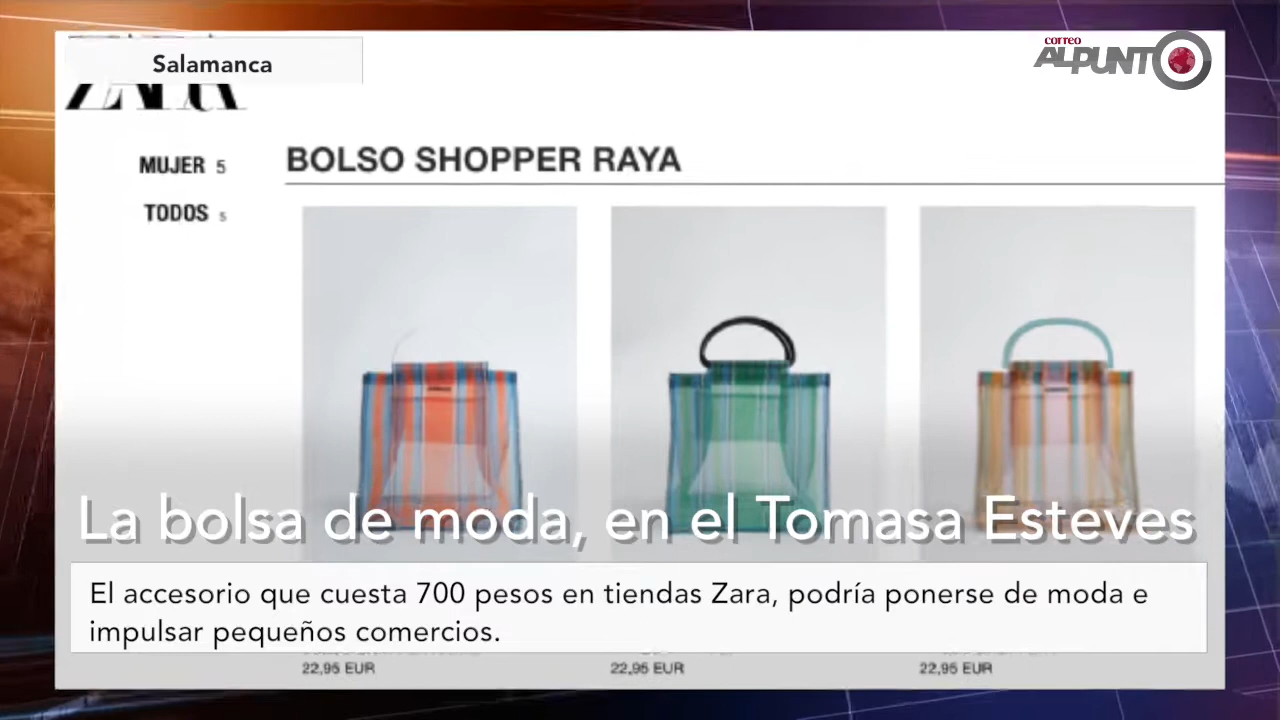 Salamanca
correo
ALPUNTO
ZARA
MUJER 5
BOLSO SHOPPER RAYA
TODOS 5
La bolsa de moda, en el Tomasa Esteves
El accesorio que cuesta 700 pesos en tiendas Zara, podría ponerse de moda e
impulsar pequeños comercios.
22,95 EUR
22,95 EUR
22,95 EUR